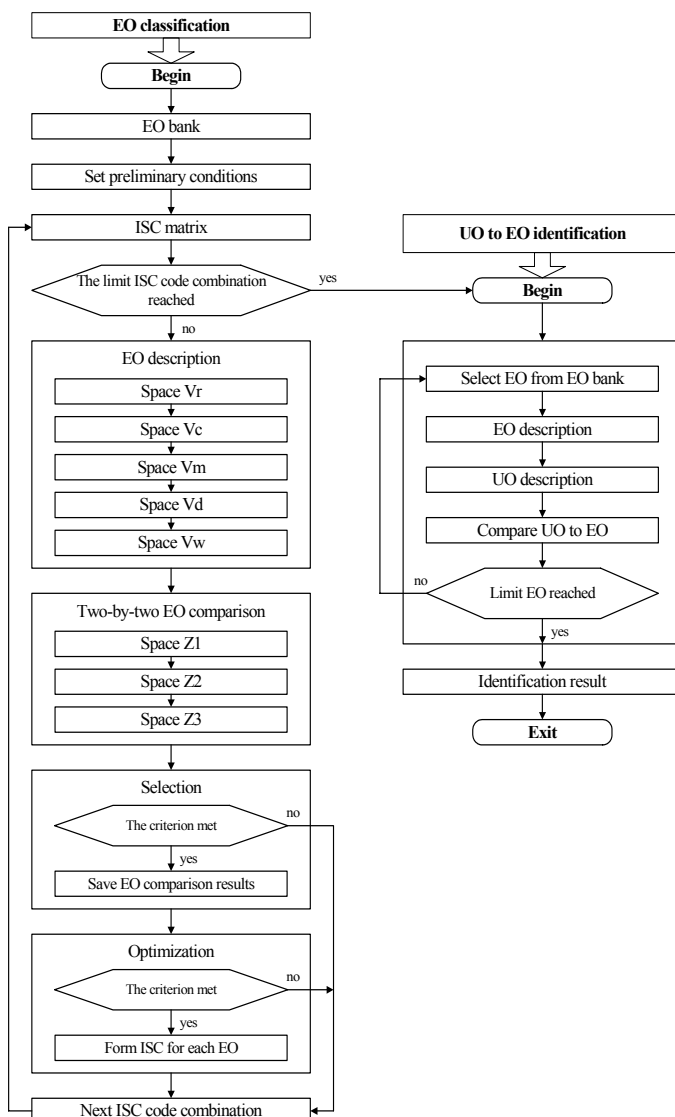 EO classification
Begin
EO bank
Set preliminary conditions
ISC matrix
The limit ISC code combination
reached
yes
no
EO description
Space Vr
Space Vc
Space Vm
Space Vd
Space Vw
Two-by-two EO comparison
Space Z1
Space Z2
Space Z3
Selection
The criterion met
no
yes
Save EO comparison results
Optimization
The criterion met
no
yes
Form ISC for each EO
Next ISC code combination
UO to EO identification
Begin
Select EO from EO bank
EO description
UO description
Compare UO to EO
no
Limit EO reached
yes
Identification result
Exit